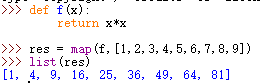 >>> def f(x):
        return x*x

>>> res = map(f,[1,2,3,4,5,6,7,8,9])
>>> list(res)
[1, 4, 9, 16, 25, 36, 49, 64, 81]